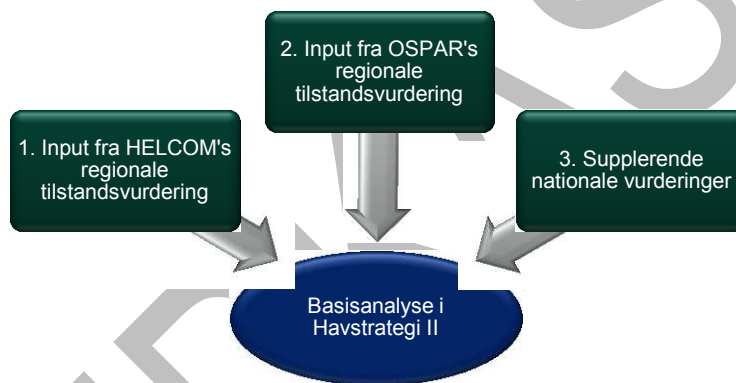 1. Input fra HELCOM's
regionale
tilstandsvurdering
2. Input fra OSPAR's
regionale
tilstandsvurdering
3. Supplerende
nationale vurderinger
Basisanalyse i
Havstrategi II